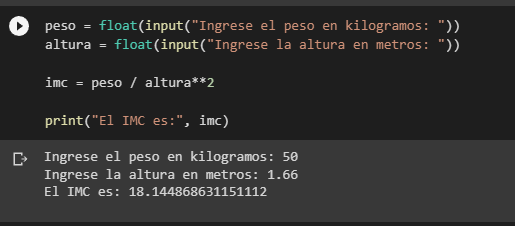 peso = float(input("Ingrese el peso en kilogramos: "))
altura = float(input("Ingrese la altura en metros: "))
imc = peso / altura**2
print("El IMC es:", imc)
Ingrese el peso en kilogramos: 50
Ingrese la altura en metros: 1.66
El IMC es: 18.144868631151112